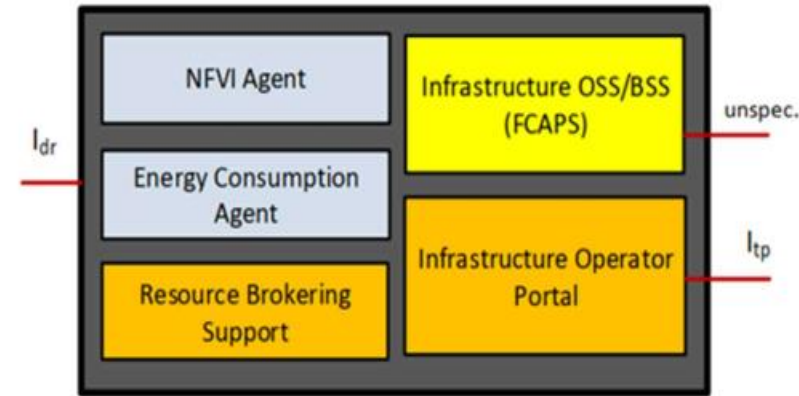 NFVI Agent
Infrastructure OSS/BSS
(FCAPS)
unspec.
Idr
Energy Consumption
Agent
Infrastructure Operator
Portal
Itp
Resource Brokering
Support